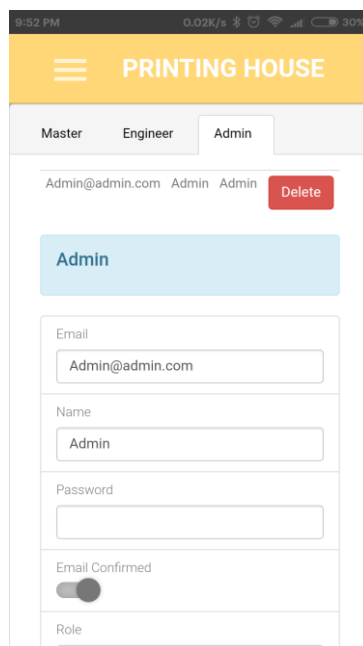 9:52 PM 0.02K/s 30%
PRINTING HOUSE
Master Engineer Admin
Admin@admin.com Admin Admin Delete
Admin
Email
Admin@admin.com
Name
Admin
Password
Email Confirmed
Role